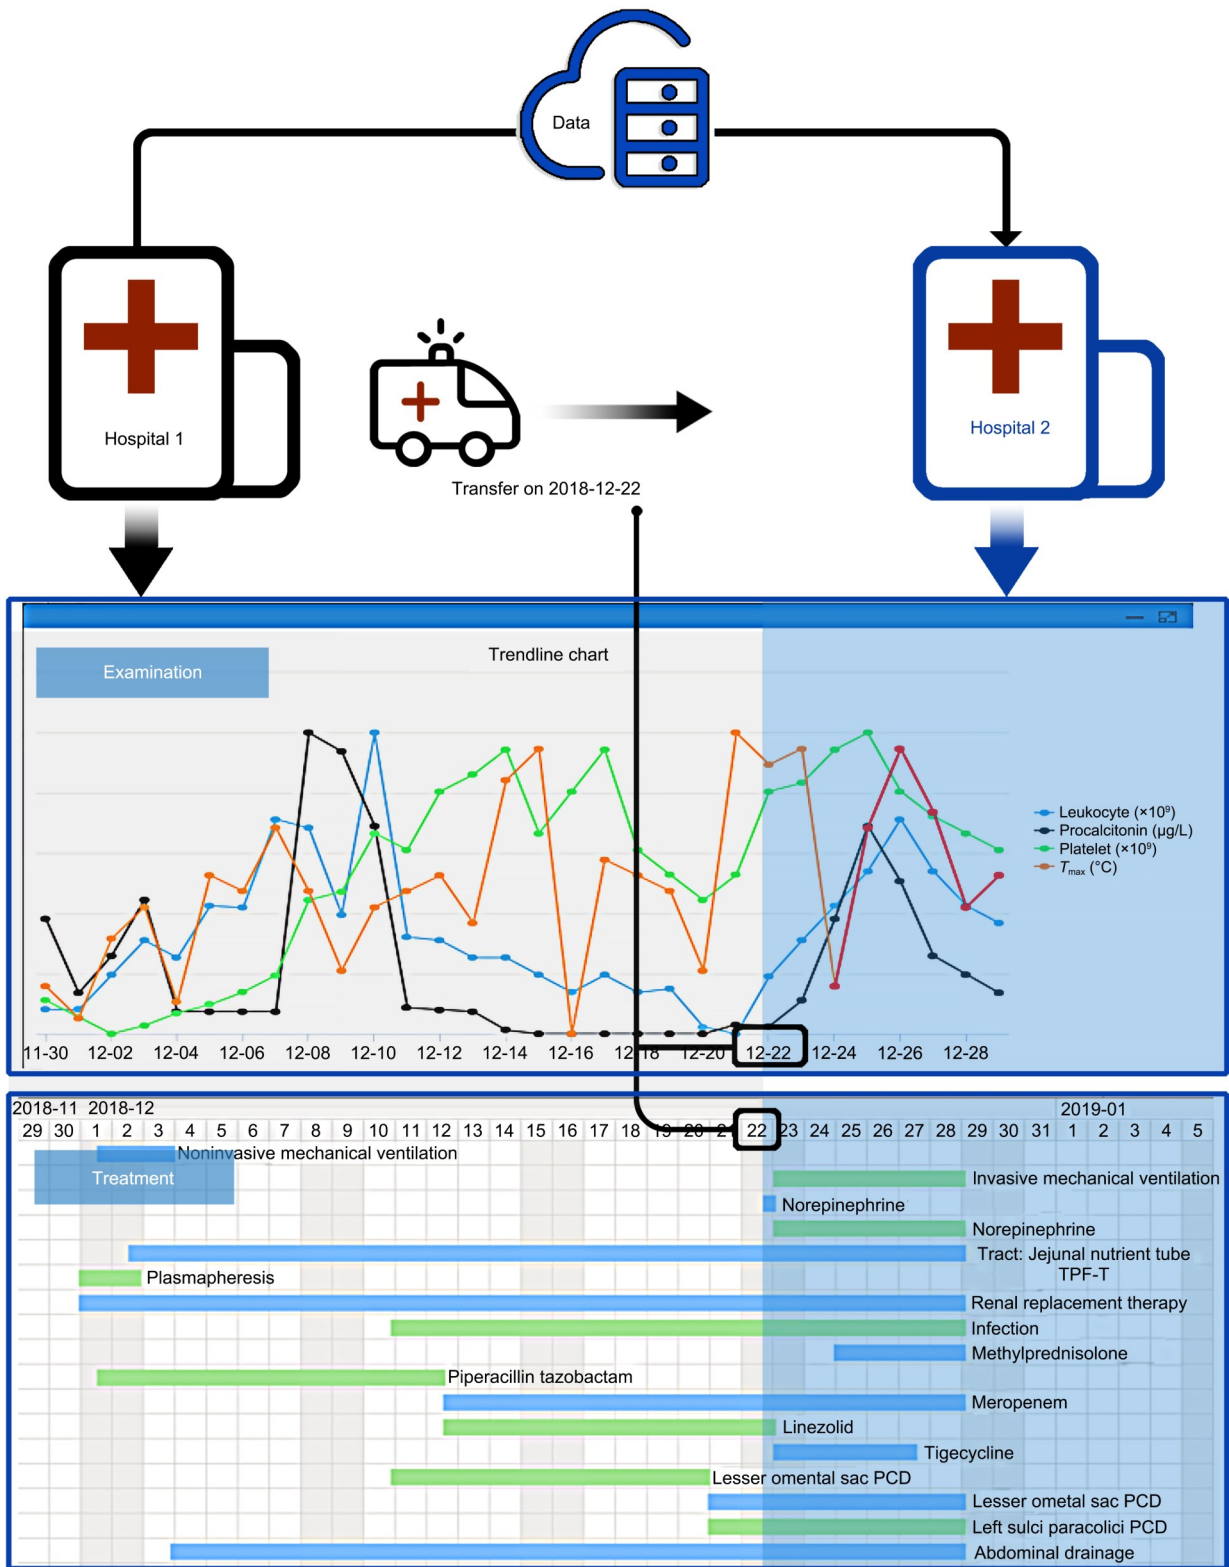 Data
Hospital 1
Hospital 2
Transfer on 2018-12-22
Examination
Trendline chart
Leukocyte (×10⁹)
Procalcitonin (μg/L)
Platelet (×10⁹)
Tmax (°C)
11-30 12-02 12-04 12-06 12-08 12-10 12-12 12-14 12-16 12-18 12-20 12-22 12-24 12-26 12-28
2018-11 2018-12 2019-01
29 30 1 2 3 4 5 6 7 8 9 10 11 12 13 14 15 16 17 18 19 20 2 22 23 24 25 26 27 28 29 30 31 1 2 3 4 5
Noninvasive mechanical ventilation
Treatment
Invasive mechanical ventilation
Norepinephrine
Norepinephrine
Tract: Jejunal nutrient tube
TPF-T
Plasmapheresis
Renal replacement therapy
Infection
Methylprednisolone
Piperacillin tazobactam
Meropenem
Linezolid
Tigecycline
Lesser omental sac PCD
Lesser ometal sac PCD
Left sulci paracolici PCD
Abdominal drainage